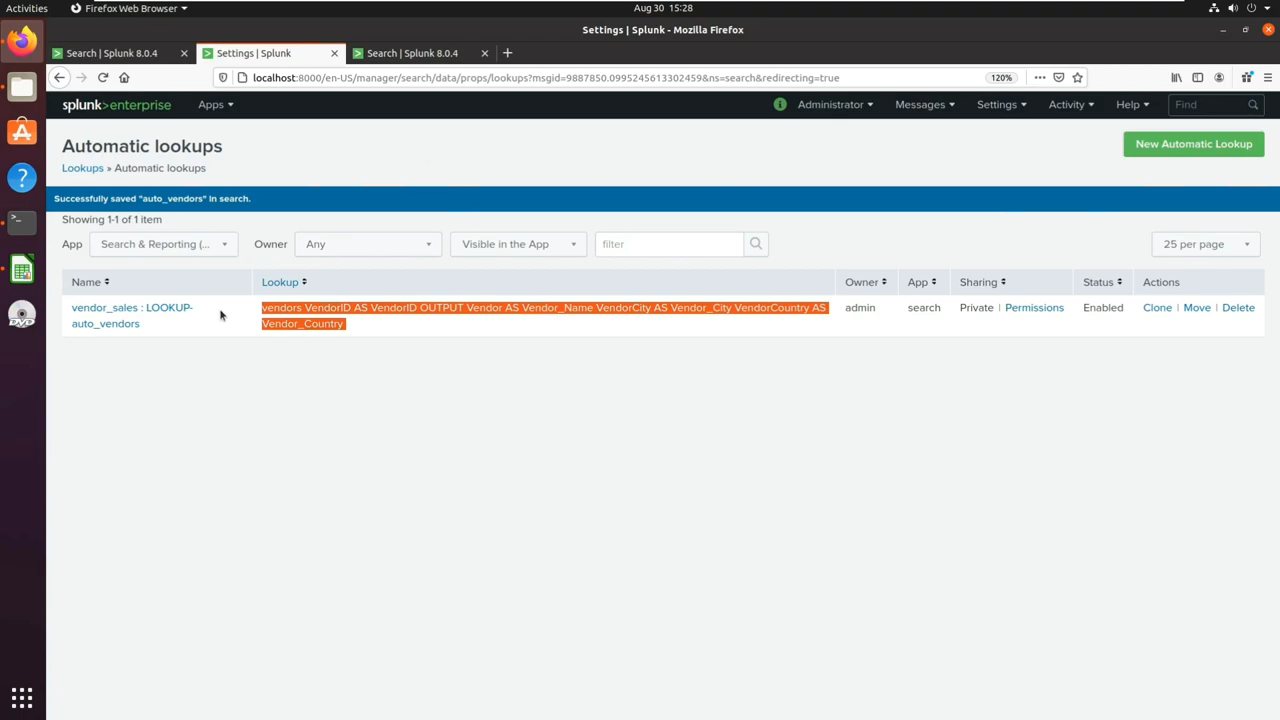 Activities Firefox Web Browser Aug 30 15:28
Settings | Splunk - Mozilla Firefox
Search | Splunk 8.0.4 Settings | Splunk Search | Splunk 8.0.4
localhost:8000/en-US/manager/search/data/props/lookups?msgid=9887850.0995245613302459&ns=search&redirecting=true 120%
splunk>enterprise Apps Administrator Messages Settings Activity Help Find
Automatic lookups New Automatic Lookup
Lookups » Automatic lookups
Successfully saved "auto_vendors" in search.
Showing 1-1 of 1 item
App Search & Reporting (... Owner Any Visible in the App filter 25 per page
Name Lookup Owner App Sharing Status Actions
vendor_sales : LOOKUP- vendors VendorID AS VendorID OUTPUT Vendor AS Vendor_Name VendorCity AS Vendor_City VendorCountry AS admin search Private | Permissions Enabled Clone | Move | Delete
auto_vendors Vendor_Country